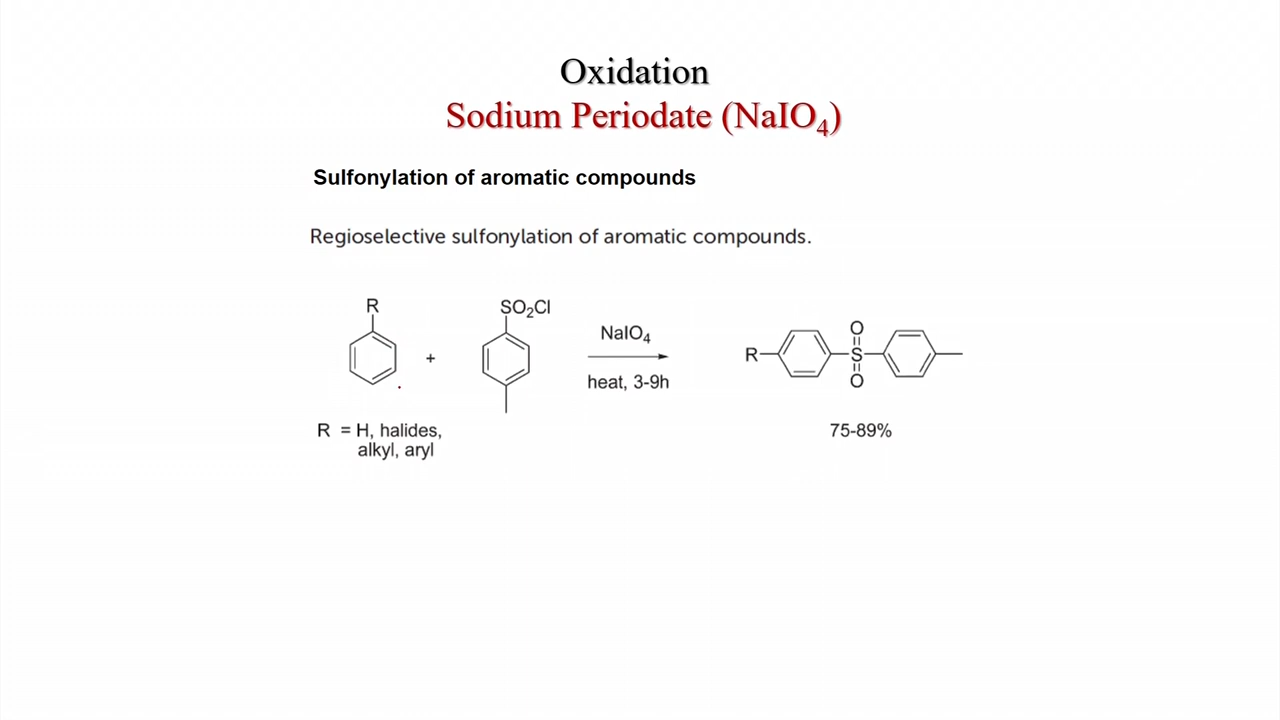 Oxidation
Sodium Periodate (NaIO₄)
Sulfonylation of aromatic compounds
Regioselective sulfonylation of aromatic compounds.
R
SO₂Cl
+
NaIO₄
heat, 3-9h
R
O
S
O
R = H, halides,
alkyl, aryl
75-89%